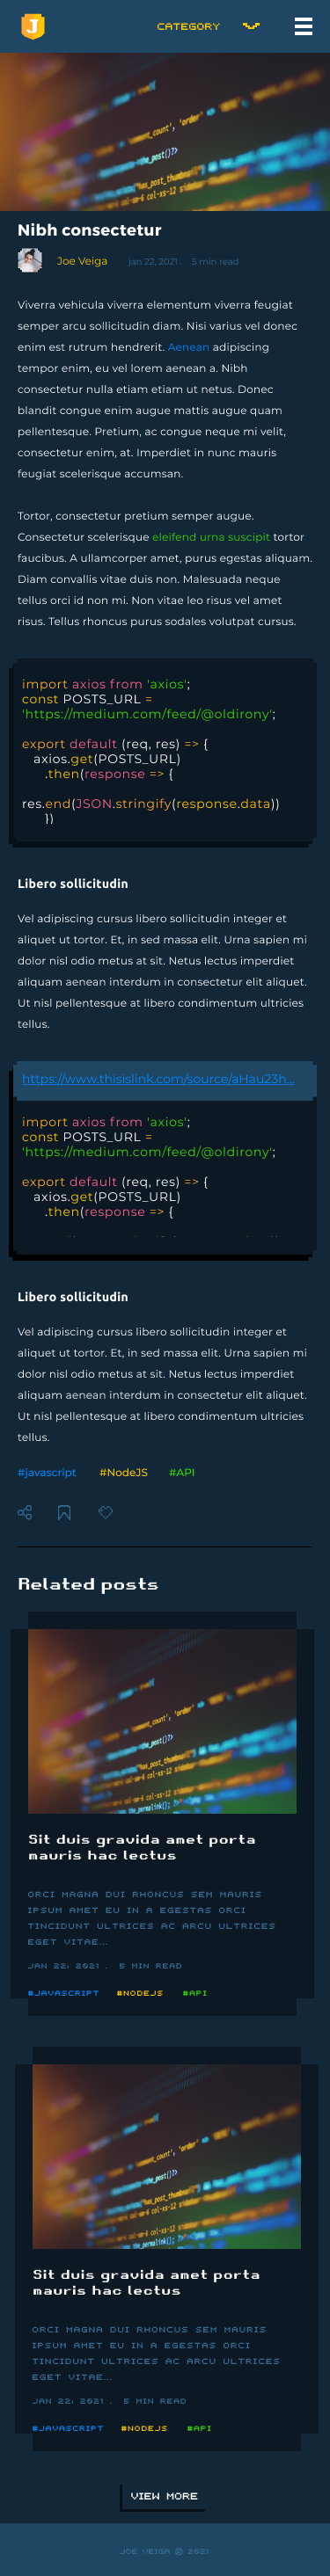 J
CATEGORY
Nibh consectetur
Joe Veiga jan 22, 2021 . 5 min read
Viverra vehicula viverra elementum viverra feugiat
semper arcu sollicitudin diam. Nisi varius vel donec
enim est rutrum hendrerit. Aenean adipiscing
tempor enim, eu vel lorem aenean a. Nibh
consectetur nulla etiam etiam ut netus. Donec
blandit congue enim augue mattis augue quam
pellentesque. Pretium, ac congue neque mi velit,
consectetur enim, at. Imperdiet in nunc mauris
feugiat scelerisque accumsan.
Tortor, consectetur pretium semper augue.
Consectetur scelerisque eleifend urna suscipit tortor
faucibus. A ullamcorper amet, purus egestas aliquam.
Diam convallis vitae duis non. Malesuada neque
tellus orci id non mi. Non vitae leo risus vel amet
risus. Tellus rhoncus purus sodales volutpat cursus.
import axios from 'axios';
const POSTS_URL =
'https://medium.com/feed/@oldirony';
export default (req, res) => {
axios.get(POSTS_URL)
.then(response => {
res.end(JSON.stringify(response.data))
})
Libero sollicitudin
Vel adipiscing cursus libero sollicitudin integer et
aliquet ut tortor. Et, in sed massa elit. Urna sapien mi
dolor nisl odio metus at sit. Netus lectus imperdiet
aliquam aenean interdum in consectetur elit aliquet.
Ut nisl pellentesque at libero condimentum ultricies
tellus.
https://www.thisislink.com/source/aHau23h...
import axios from 'axios';
const POSTS_URL =
'https://medium.com/feed/@oldirony';
export default (req, res) => {
axios.get(POSTS_URL)
.then(response => {
Libero sollicitudin
Vel adipiscing cursus libero sollicitudin integer et
aliquet ut tortor. Et, in sed massa elit. Urna sapien mi
dolor nisl odio metus at sit. Netus lectus imperdiet
aliquam aenean interdum in consectetur elit aliquet.
Ut nisl pellentesque at libero condimentum ultricies
tellus.
#javascript #NodeJS #API
Related posts
Sit duis gravida amet porta
mauris hac lectus
ORCI MAGNA DUI RHONCUS SEM MAURIS
IPSUM AMET EU IN A EGESTAS ORCI
TINCIDUNT ULTRICES AC ARCU ULTRICES
EGET VITAE...
JAN 22, 2021 . 5 MIN READ
#JAVASCRIPT #NODEJS #API
Sit duis gravida amet porta
mauris hac lectus
ORCI MAGNA DUI RHONCUS SEM MAURIS
IPSUM AMET EU IN A EGESTAS ORCI
TINCIDUNT ULTRICES AC ARCU ULTRICES
EGET VITAE...
JAN 22, 2021 . 5 MIN READ
#JAVASCRIPT #NODEJS #API
VIEW MORE
JOE VEIGA © 2021